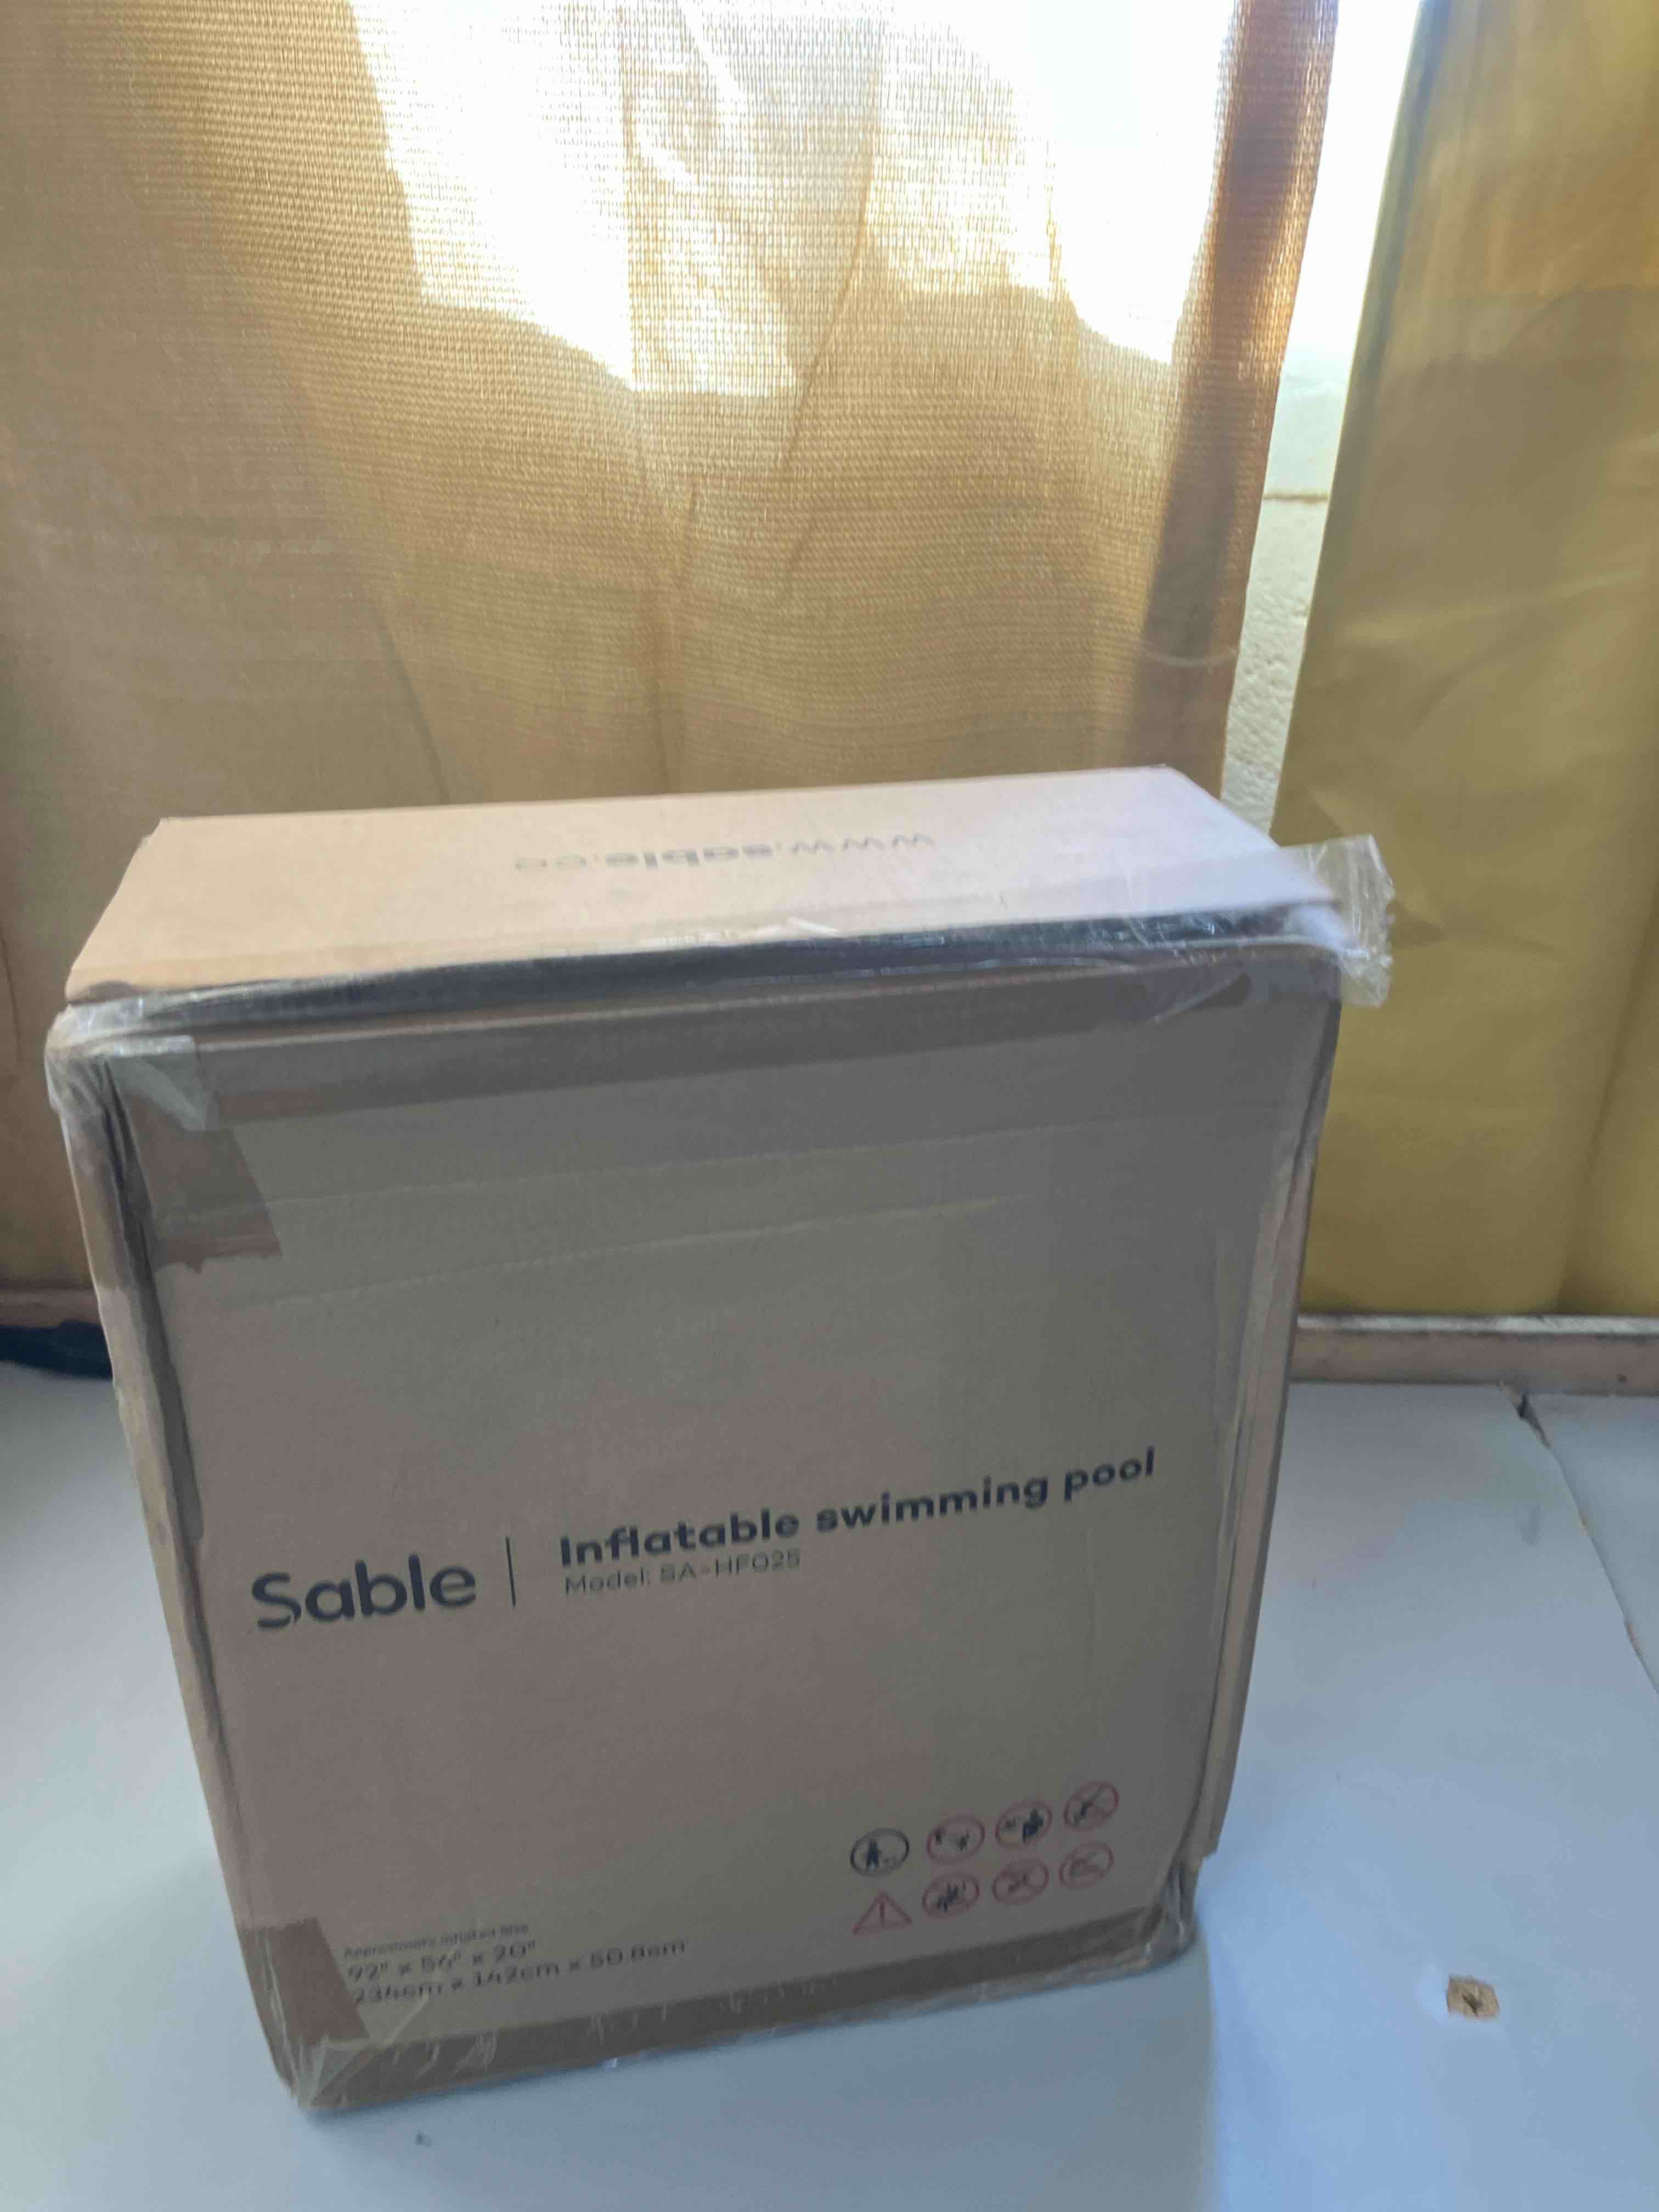 www.sable.co
Sable
Inflatable swimming pool
Model: SA-HF025
Approximate inflated size
92" x 56" x 20"
234cm x 142cm x 50.8cm